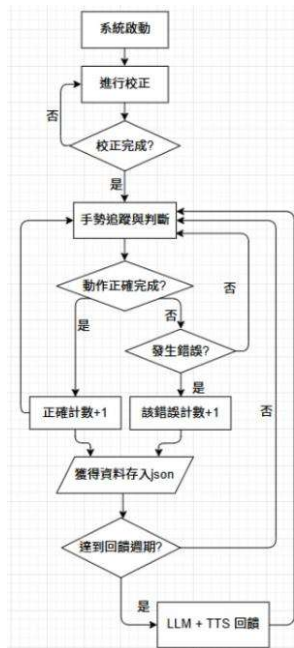 系統啟動
進行校正
否
校正完成?
是
手勢追蹤與判斷
動作正確完成?
否
是
否
發生錯誤?
是
正確計數+1
該錯誤計數+1
否
獲得資料存入json
達到回饋週期?
是
LLM + TTS 回饋